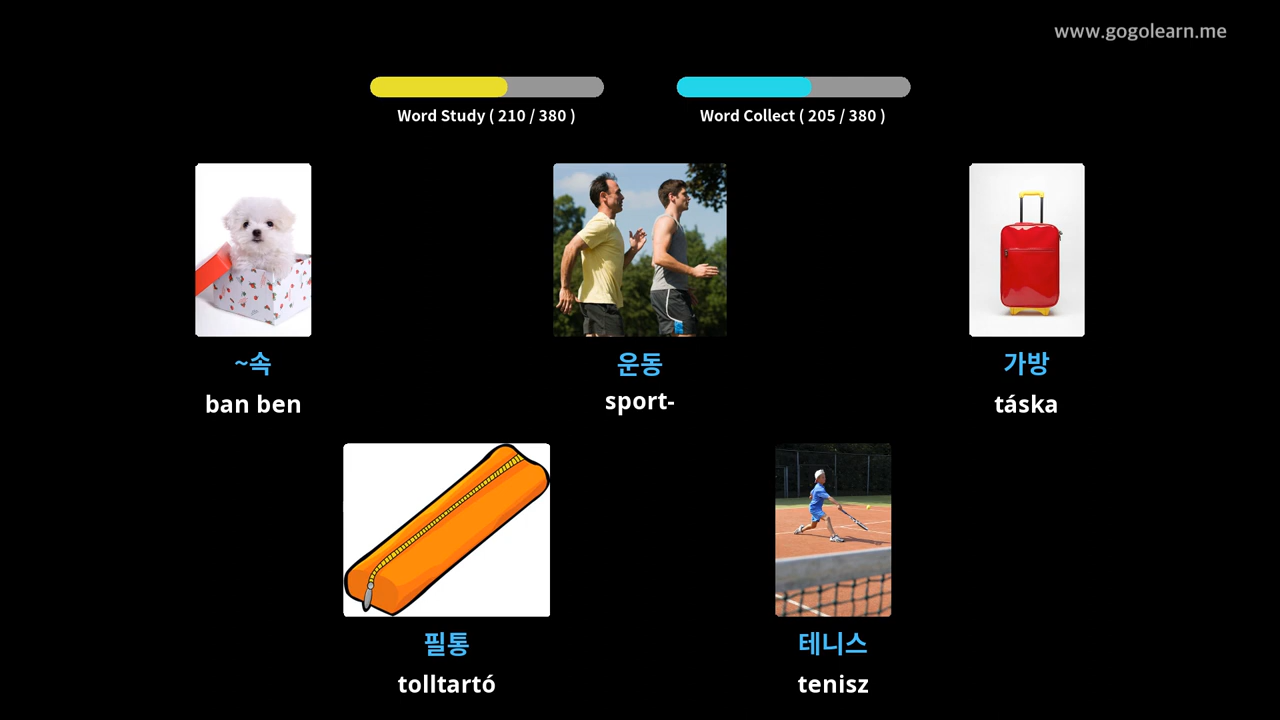 www.gogolearn.me
Word Study ( 210 / 380 )
Word Collect ( 205 / 380 )
~속
운동
가방
ban ben
sport-
táska
필통
테니스
tolltartó
tenisz